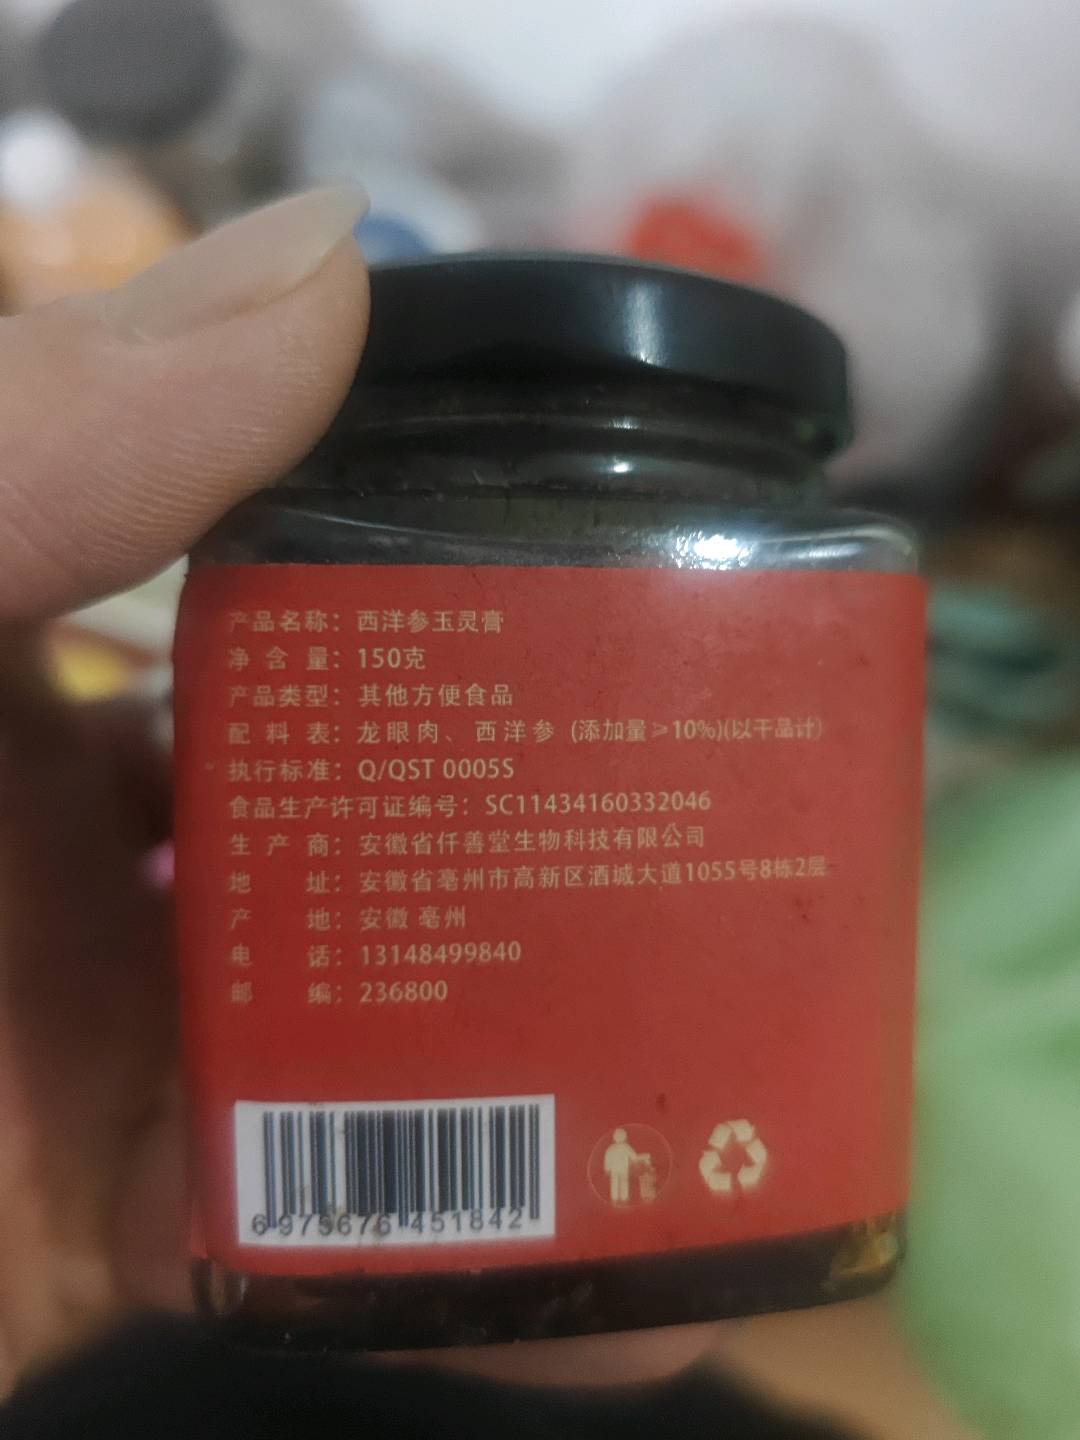 产品名称：西洋参玉灵膏
净含量：150克
产品类型：其他方便食品
配料表：龙眼肉、西洋参 (添加量≥10%)(以干品计)
执行标准：Q/QST 0005S
食品生产许可证编号：SC11434160332046
生产商：安徽省仟善堂生物科技有限公司
地址：安徽省亳州市高新区酒城大道1055号8栋2层
产地：安徽 亳州
电话：13148499840
邮编：236800
6 975676 451842